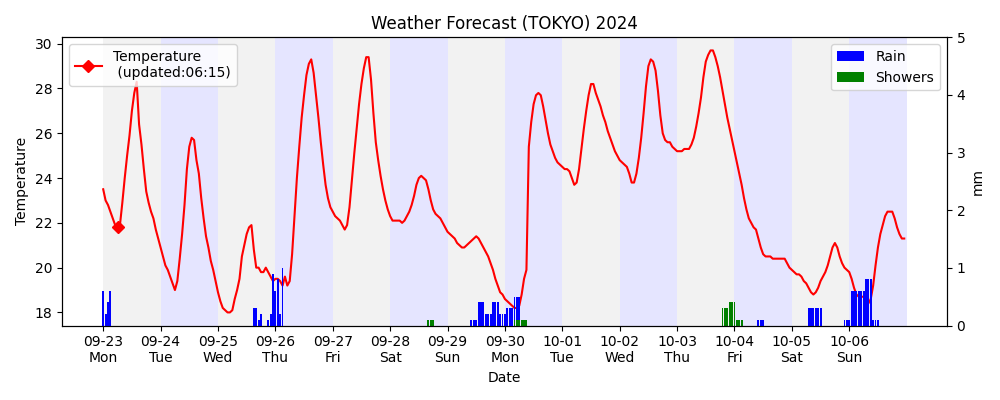 Weather Forecast (TOKYO) 2024
Temperature
(updated:06:15)
Rain
Showers
30
28
26
24
22
20
18
Temperature
5
4
3
2
1
0
mm
09-23 09-24 09-25 09-26 09-27 09-28 09-29 09-30 10-01 10-02 10-03 10-04 10-05 10-06
Mon Tue Wed Thu Fri Sat Sun Mon Tue Wed Thu Fri Sat Sun
Date